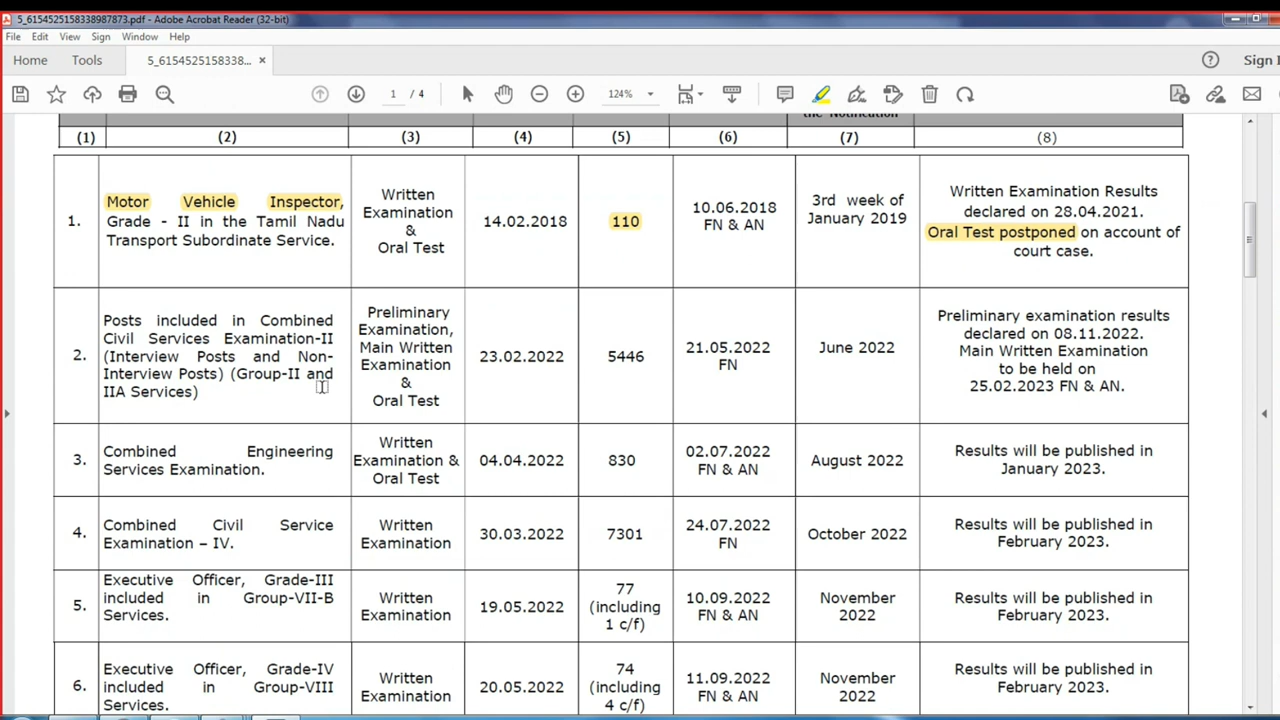 5_6154525158338987873.pdf - Adobe Acrobat Reader (32-bit)
File Edit View Sign Window Help
Home Tools 5_61545251583338... × Sign I
1 / 4 124%
the Notification
(1) (2) (3) (4) (5) (6) (7) (8)
1.
Motor Vehicle Inspector,
Grade - II in the Tamil Nadu
Transport Subordinate Service.
Written
Examination
&
Oral Test
14.02.2018
110
10.06.2018
FN & AN
3rd week of
January 2019
Written Examination Results
declared on 28.04.2021.
Oral Test postponed on account of
court case.
2.
Posts included in Combined
Civil Services Examination-II
(Interview Posts and Non-
Interview Posts) (Group-II and
IIA Services)
Preliminary
Examination,
Main Written
Examination
&
Oral Test
23.02.2022
5446
21.05.2022
FN
June 2022
Preliminary examination results
declared on 08.11.2022.
Main Written Examination
to be held on
25.02.2023 FN & AN.
3.
Combined Engineering
Services Examination.
Written
Examination &
Oral Test
04.04.2022
830
02.07.2022
FN & AN
August 2022
Results will be published in
January 2023.
4.
Combined Civil Service
Examination – IV.
Written
Examination
30.03.2022
7301
24.07.2022
FN
October 2022
Results will be published in
February 2023.
5.
Executive Officer, Grade-III
included in Group-VII-B
Services.
Written
Examination
19.05.2022
77
(including
1 c/f)
10.09.2022
FN & AN
November
2022
Results will be published in
February 2023.
6.
Executive Officer, Grade-IV
included in Group-VIII
Services.
Written
Examination
20.05.2022
74
(including
4 c/f)
11.09.2022
FN & AN
November
2022
Results will be published in
February 2023.